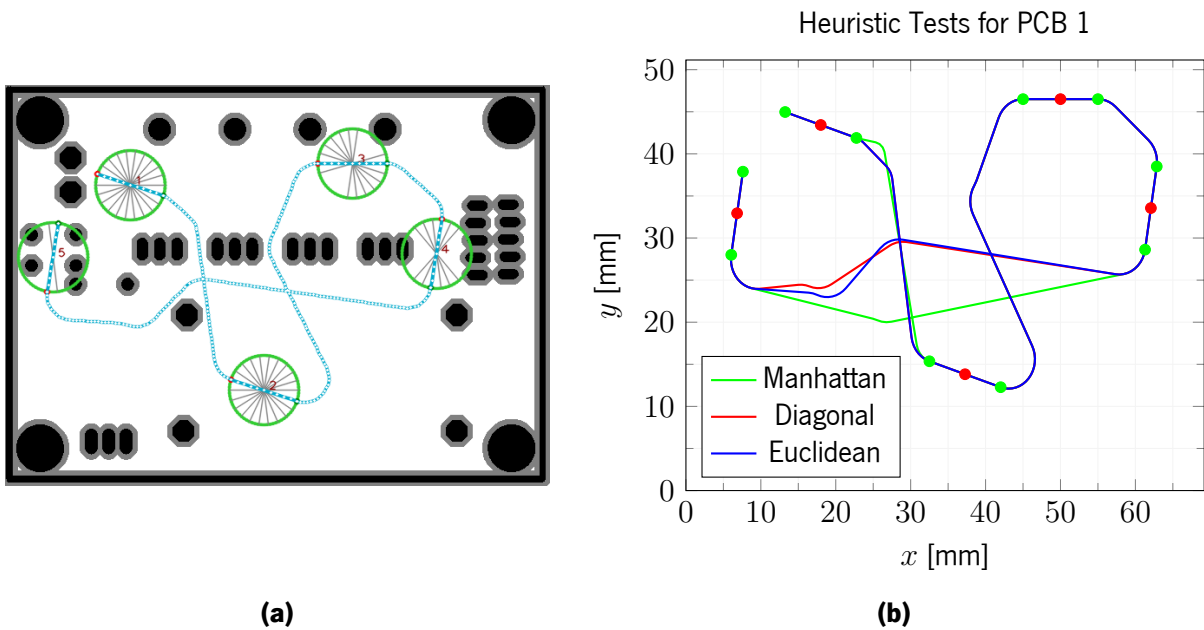 Heuristic Tests for PCB 1
1
3
5
4
2
50
40
30
20
10
0
y [mm]
Manhattan
Diagonal
Euclidean
0 10 20 30 40 50 60
x [mm]
(a)
(b)